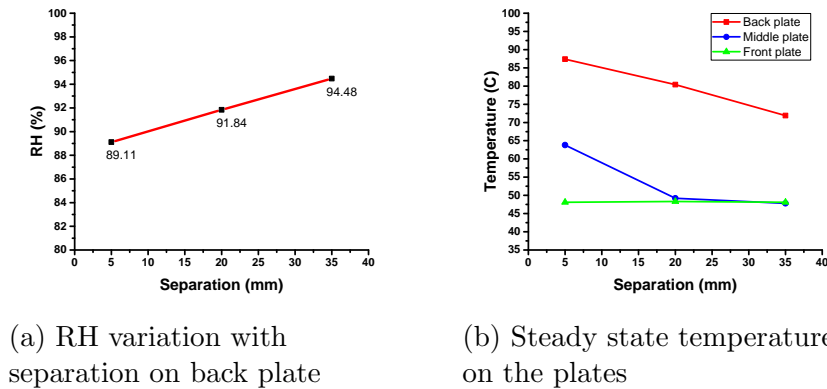 100
98
96
94
92
90
88
86
84
82
80
RH (%)
89.11
91.84
94.48
0 5 10 15 20 25 30 35 40
Separation (mm)
(a) RH variation with
separation on back plate
100
95
90
85
80
75
70
65
60
55
50
45
40
35
Temperature (C)
Back plate
Middle plate
Front plate
0 5 10 15 20 25 30 35 40
Separation (mm)
(b) Steady state temperature
on the plates